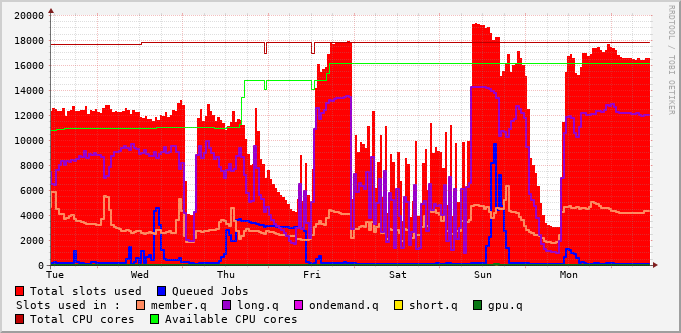 20000
18000
16000
14000
12000
10000
8000
6000
4000
2000
0
Tue Wed Thu Fri Sat Sun Mon
Total slots used Queued Jobs
Slots used in : member.q long.q ondemand.q short.q gpu.q
Total CPU cores Available CPU cores
RRDTOOL / TOBI OETIKER